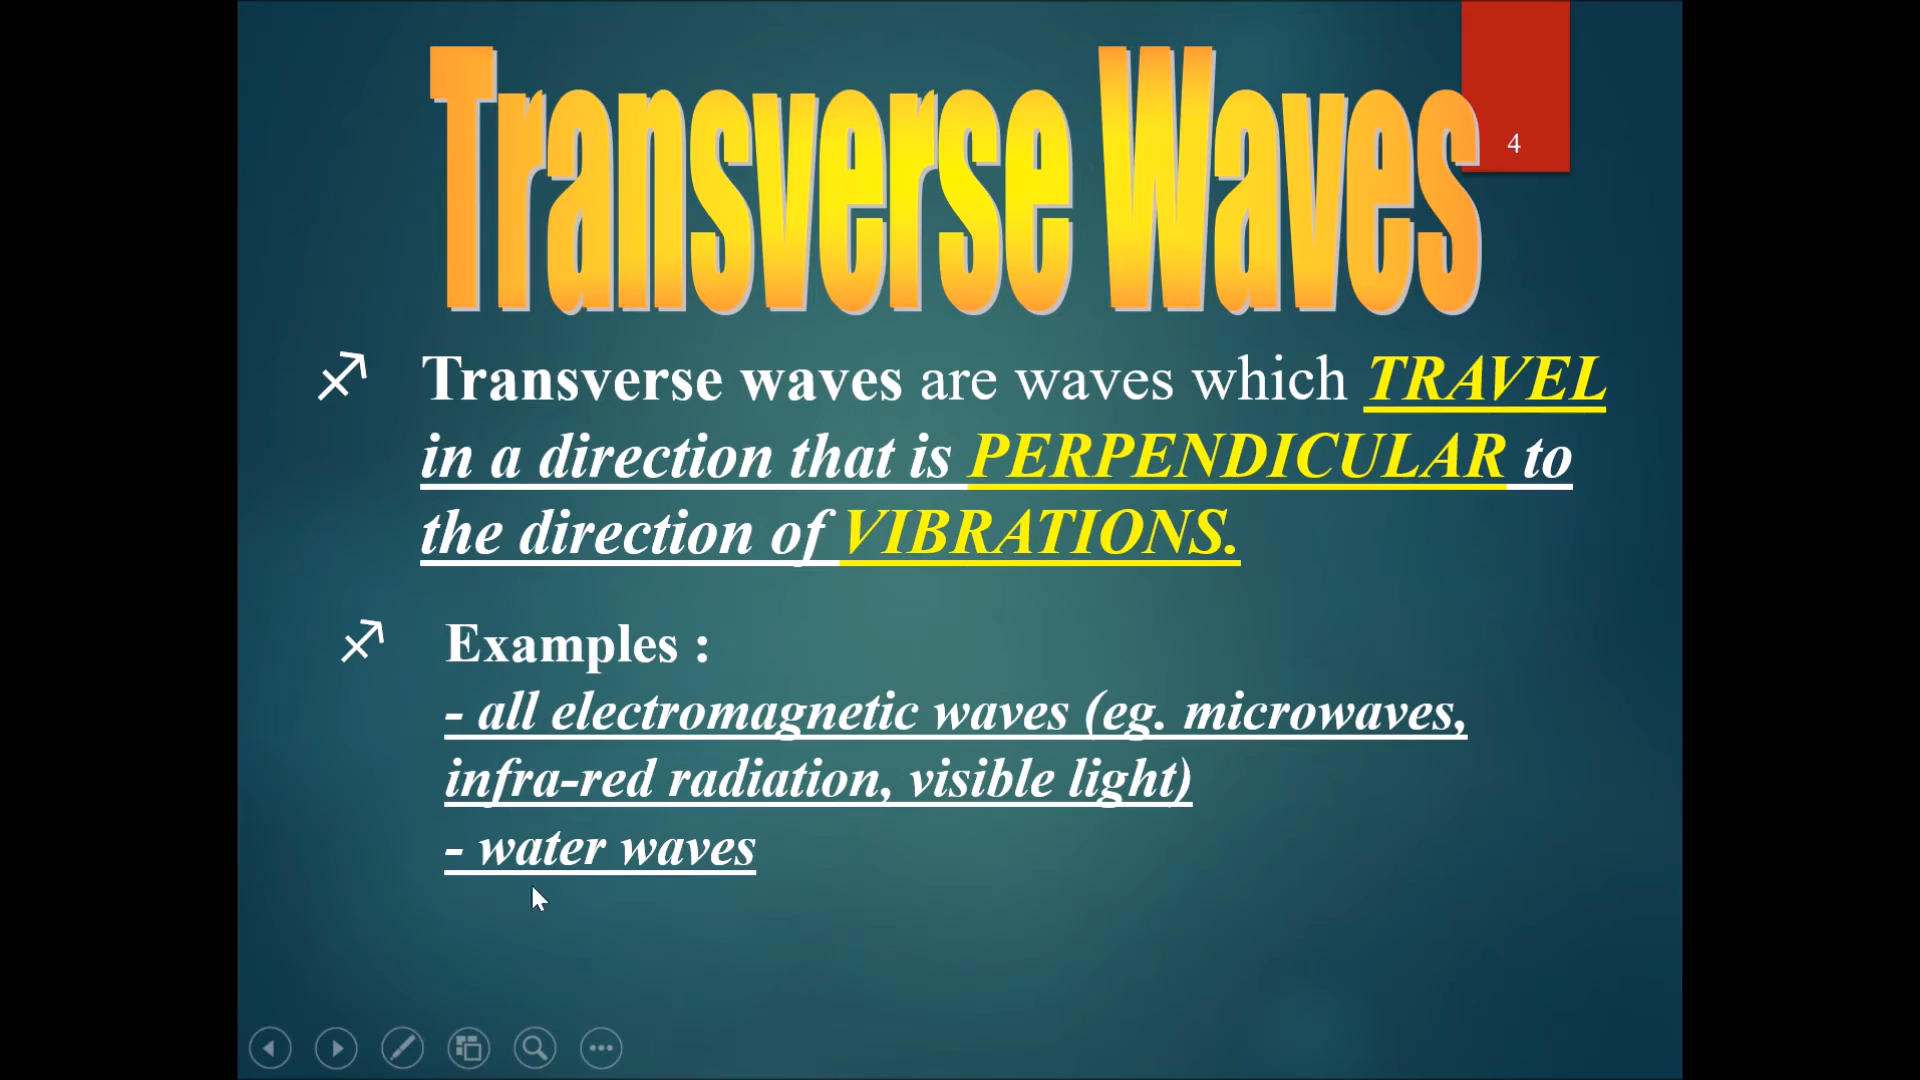 Transverse Waves
4
Transverse waves are waves which TRAVEL
in a direction that is PERPENDICULAR to
the direction of VIBRATIONS.
Examples :
- all electromagnetic waves (eg. microwaves,
infra-red radiation, visible light)
- water waves